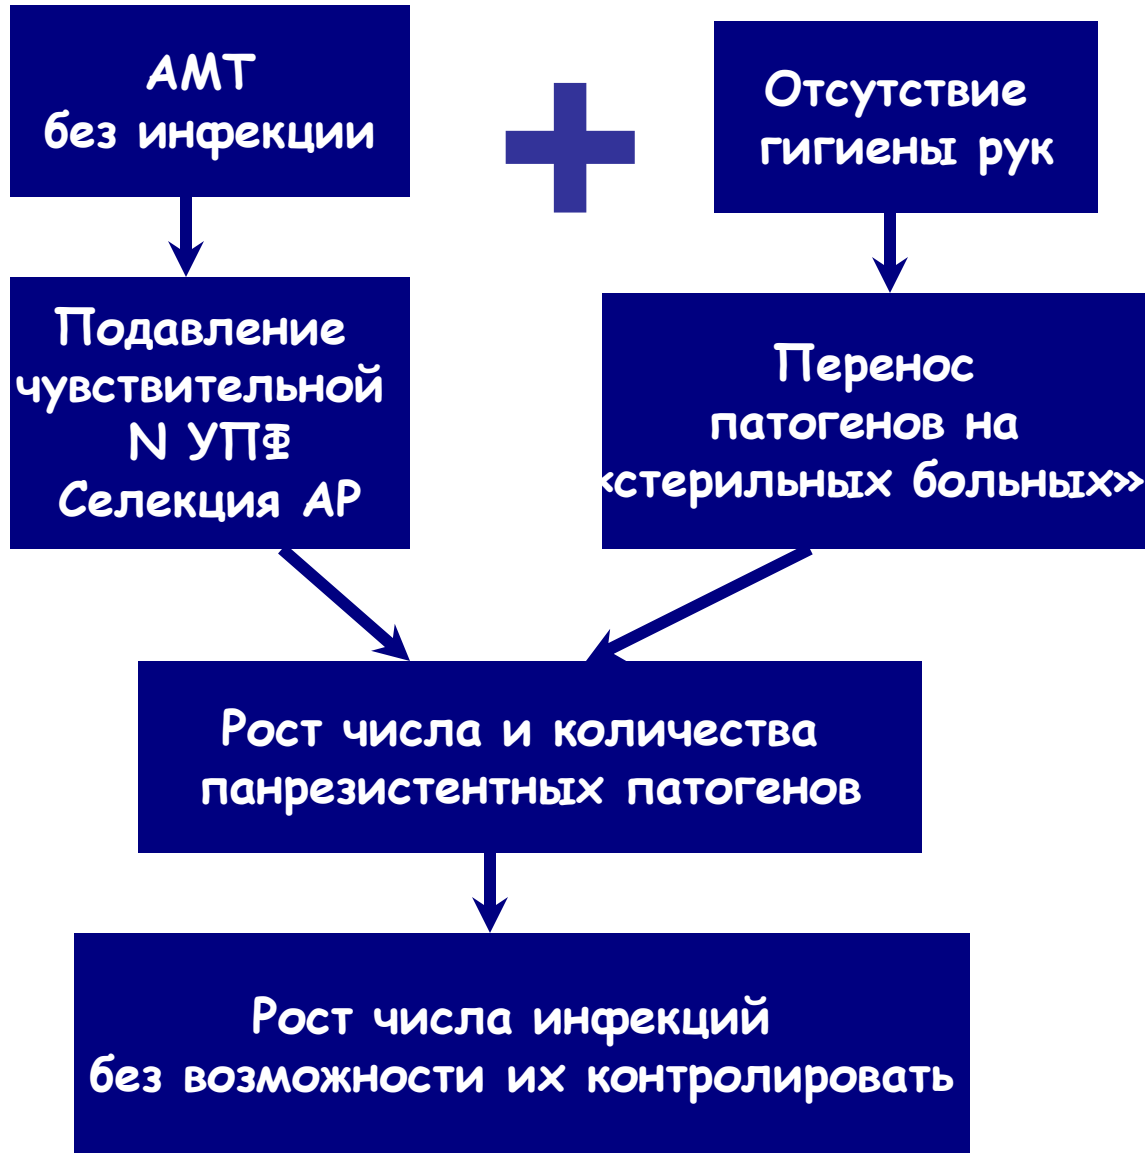 АМТ
без инфекции
Отсутствие
гигиены рук
Подавление
чувствительной
N УПФ
Селекция АР
Перенос
патогенов на
«стерильных больных»
Рост числа и количества
панрезистентных патогенов
Рост числа инфекций
без возможности их контролировать